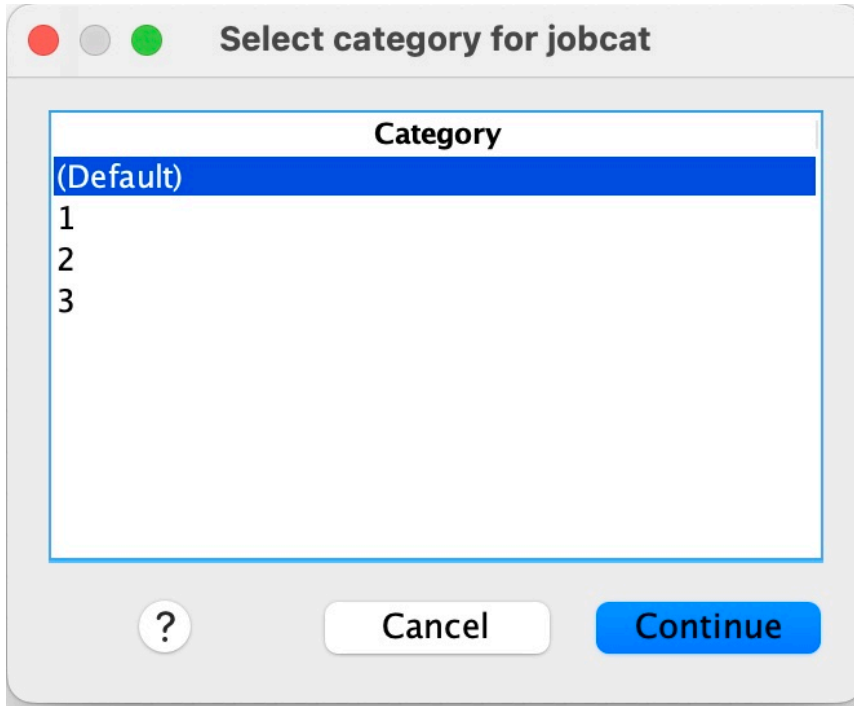 Select category for jobcat
Category
(Default)
1
2
3
?
Cancel
Continue